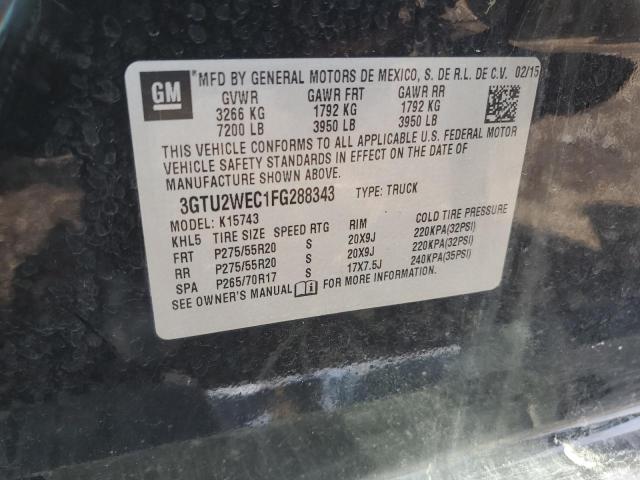 GM MFD BY GENERAL MOTORS DE MEXICO, S. DE R.L. DE C.V. 02/15
GVWR GAWR FRT GAWR RR
3266 KG 1792 KG 1792 KG
7200 LB 3950 LB 3950 LB
THIS VEHICLE CONFORMS TO ALL APPLICABLE U.S. FEDERAL MOTOR
VEHICLE SAFETY STANDARDS IN EFFECT ON THE DATE OF
MANUFACTURE SHOWN ABOVE.
3GTU2WEC1FG288343 TYPE: TRUCK
MODEL: K15743
KHL5 TIRE SIZE SPEED RTG RIM COLD TIRE PRESSURE
FRT P275/55R20 S 20X9J 220KPA(32PSI)
RR P275/55R20 S 20X9J 220KPA(32PSI)
SPA P265/70R17 S 17X7.5J 240KPA(35PSI)
SEE OWNER'S MANUAL FOR MORE INFORMATION.